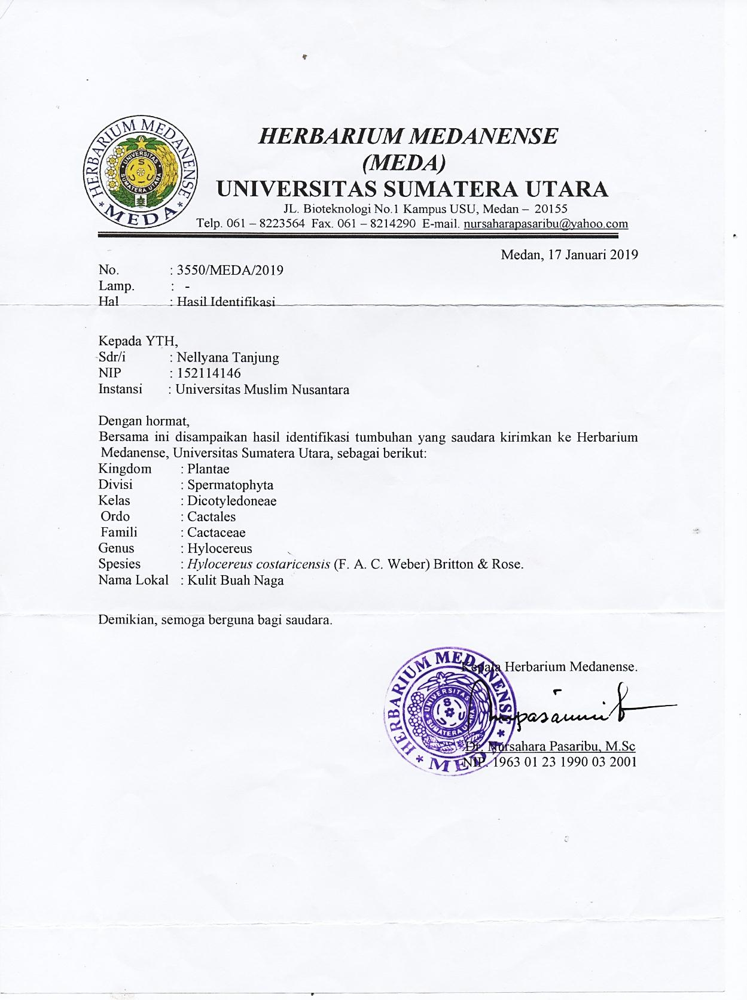 HERBARIUM MEDANENSE
MEDA
UNIVERSITAS
SUMATERA UTARA
HERBARIUM MEDANENSE
(MEDA)
UNIVERSITAS SUMATERA UTARA
JL. Bioteknologi No.1 Kampus USU, Medan – 20155
Telp. 061 – 8223564 Fax. 061 – 8214290 E-mail. nursaharapasaribu@yahoo.com
Medan, 17 Januari 2019
No. : 3550/MEDA/2019
Lamp. : -
Hal : Hasil Identifikasi
Kepada YTH,
Sdr/i : Nellyana Tanjung
NIP : 152114146
Instansi : Universitas Muslim Nusantara
Dengan hormat,
Bersama ini disampaikan hasil identifikasi tumbuhan yang saudara kirimkan ke Herbarium
Medanense, Universitas Sumatera Utara, sebagai berikut:
Kingdom : Plantae
Divisi : Spermatophyta
Kelas : Dicotyledoneae
Ordo : Cactales
Famili : Cactaceae
Genus : Hylocereus
Spesies : Hylocereus costaricensis (F. A. C. Weber) Britton & Rose.
Nama Lokal : Kulit Buah Naga
Demikian, semoga berguna bagi saudara.
Kepala Herbarium Medanense.
HERBARIUM MEDANENSE
MEDA
UNIVERSITAS
SUMATERA UTARA
Dr. Nursahara Pasaribu, M.Sc
NIP. 1963 01 23 1990 03 2001